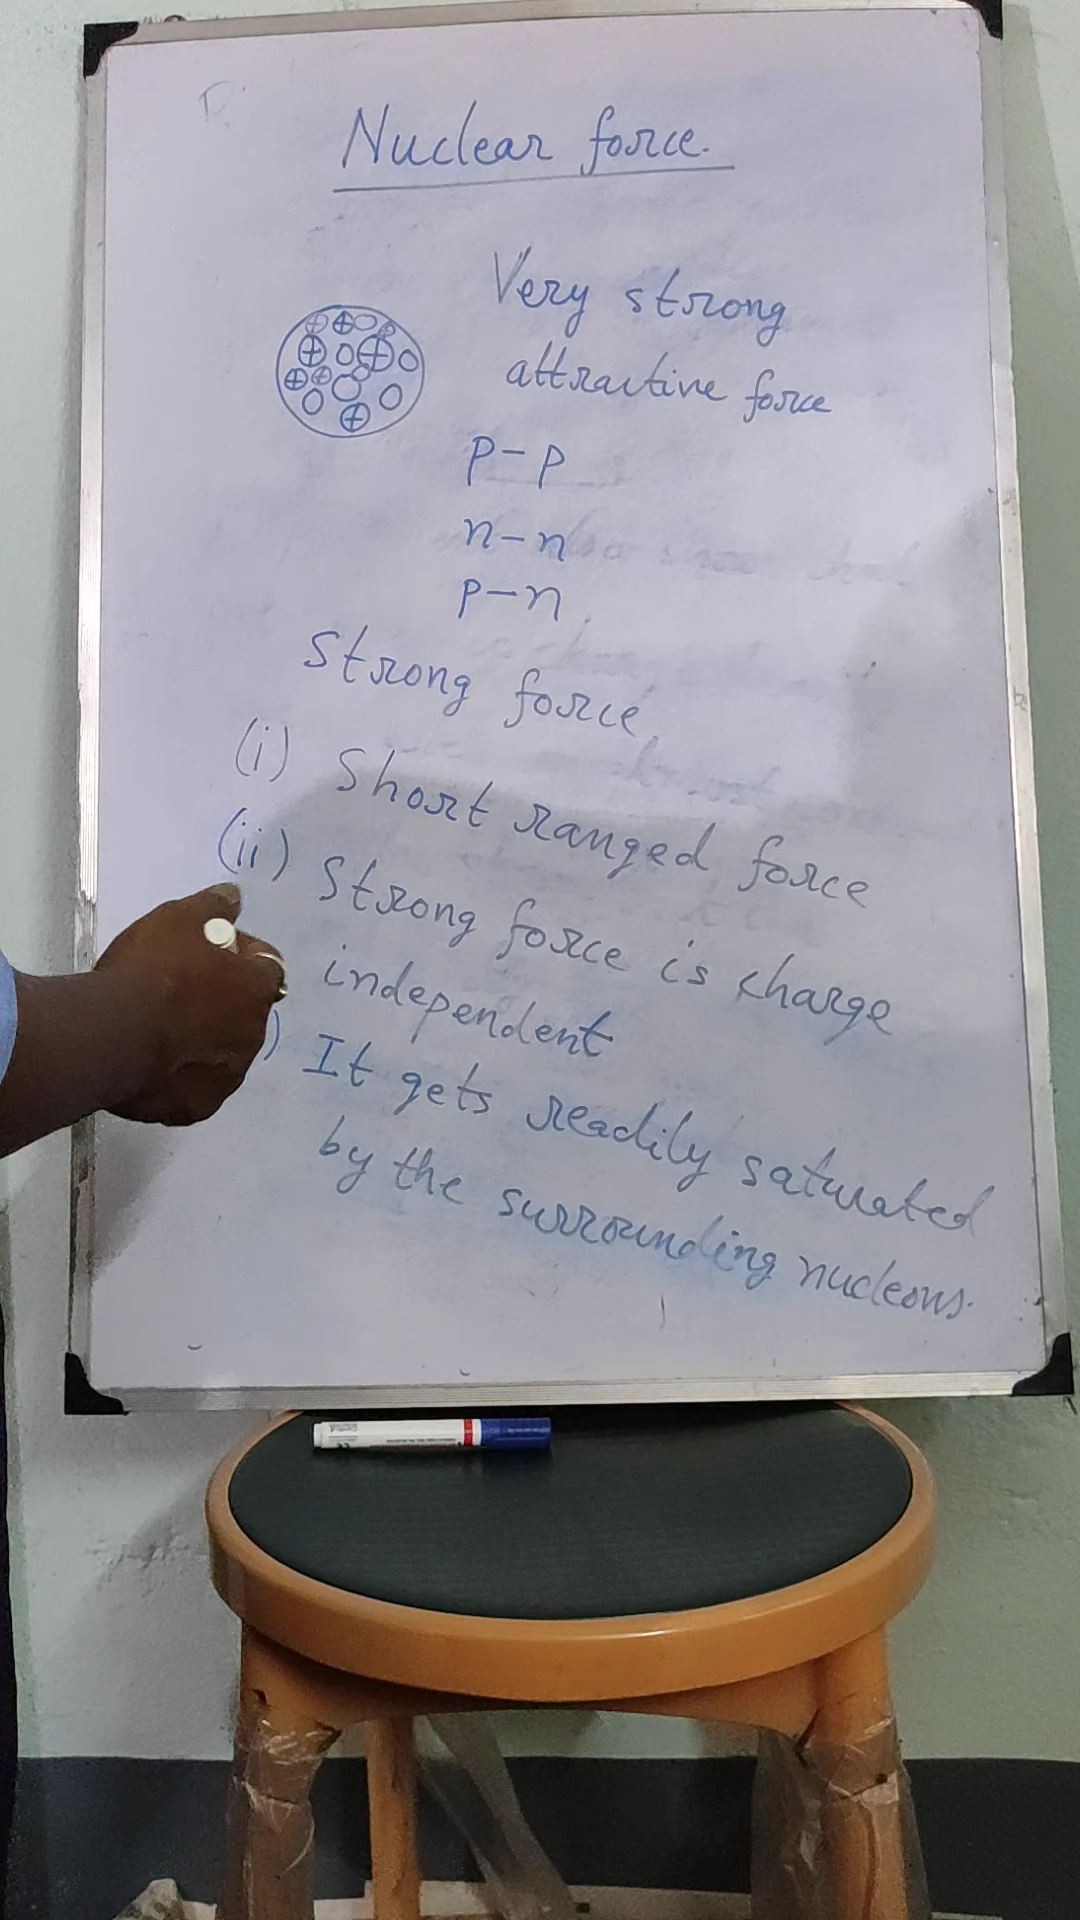 Nuclear force.
Very strong
attractive force
P-P
n-n
P-n
Strong force
(i) Short ranged force
(ii) Strong force is charge
independent
) It gets readily saturated
by the surrounding nucleons.